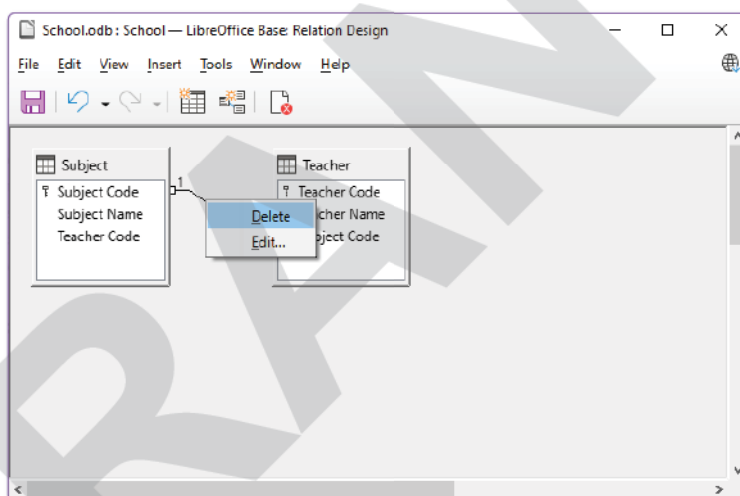 School.odb : School — LibreOffice Base: Relation Design
File Edit View Insert Tools Window Help
Subject
Subject Code
Subject Name
Teacher Code
1
Teacher
Teacher Code
cher Name
ject Code
Delete
Edit...